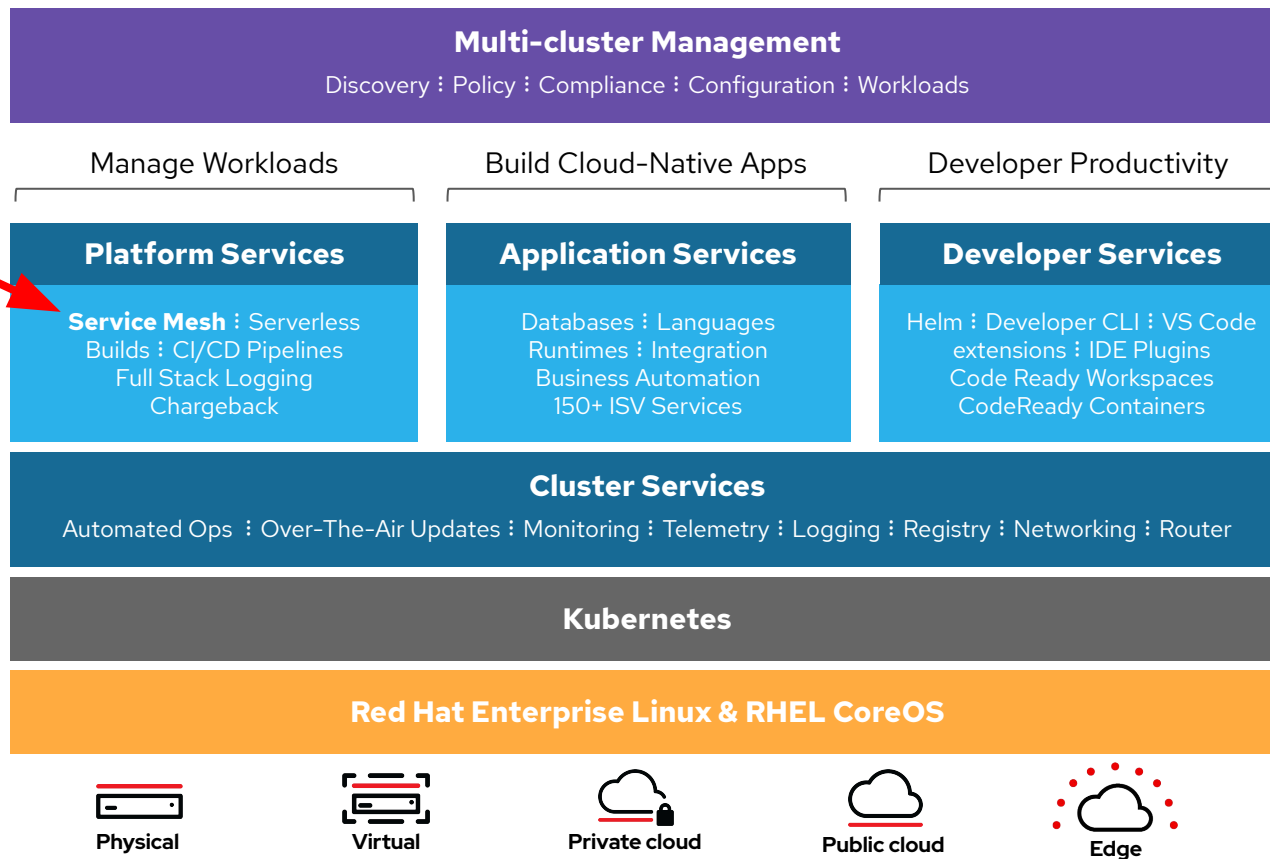 Multi-cluster Management
Discovery ⋮ Policy ⋮ Compliance ⋮ Configuration ⋮ Workloads
Manage Workloads
Build Cloud-Native Apps
Developer Productivity
Platform Services
Service Mesh ⋮ Serverless
Builds ⋮ CI/CD Pipelines
Full Stack Logging
Chargeback
Application Services
Databases ⋮ Languages
Runtimes ⋮ Integration
Business Automation
150+ ISV Services
Developer Services
Helm ⋮ Developer CLI ⋮ VS Code
extensions ⋮ IDE Plugins
Code Ready Workspaces
CodeReady Containers
Cluster Services
Automated Ops ⋮ Over-The-Air Updates ⋮ Monitoring ⋮ Telemetry ⋮ Logging ⋮ Registry ⋮ Networking ⋮ Router
Kubernetes
Red Hat Enterprise Linux & RHEL CoreOS
Physical
Virtual
Private cloud
Public cloud
Edge